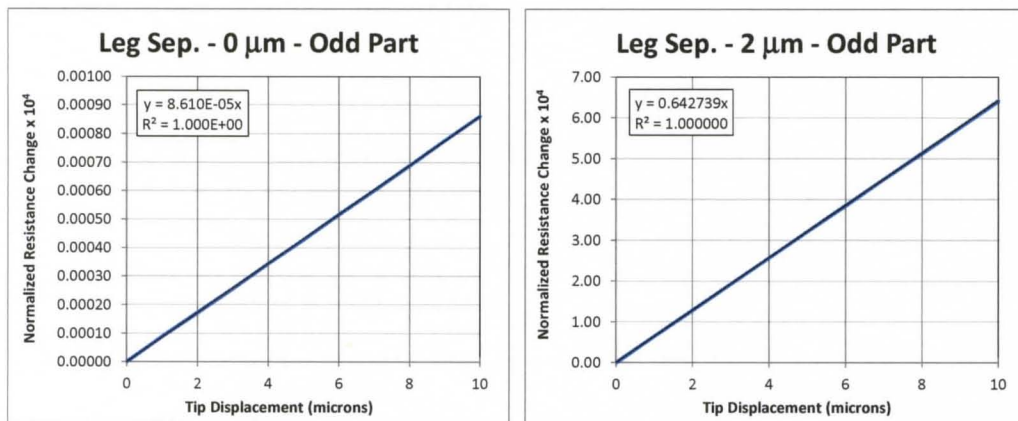 Leg Sep. - 0 μm - Odd Part
Normalized Resistance Change x 10⁴
0.00100
0.00090
0.00080
0.00070
0.00060
0.00050
0.00040
0.00030
0.00020
0.00010
0.00000
y = 8.610E-05x
R² = 1.000E+00
0 2 4 6 8 10
Tip Displacement (microns)
Leg Sep. - 2 μm - Odd Part
Normalized Resistance Change x 10⁴
7.00
6.00
5.00
4.00
3.00
2.00
1.00
0.00
y = 0.642739x
R² = 1.000000
0 2 4 6 8 10
Tip Displacement (microns)